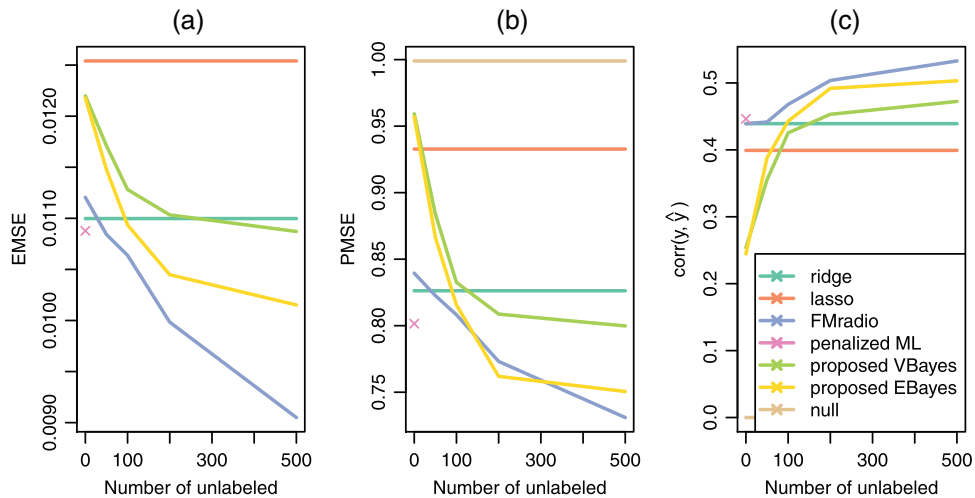 (a)
EMSE
0.0120
0.0110
0.0100
0.0090
0
100
300
500
Number of unlabeled
(b)
PMSE
1.00
0.95
0.90
0.85
0.80
0.75
0
100
300
500
Number of unlabeled
(c)
corr(y, ŷ)
0.5
0.4
0.3
0.2
0.1
0.0
ridge
lasso
FMradio
penalized ML
proposed VBayes
proposed EBayes
null
0
100
300
500
Number of unlabeled